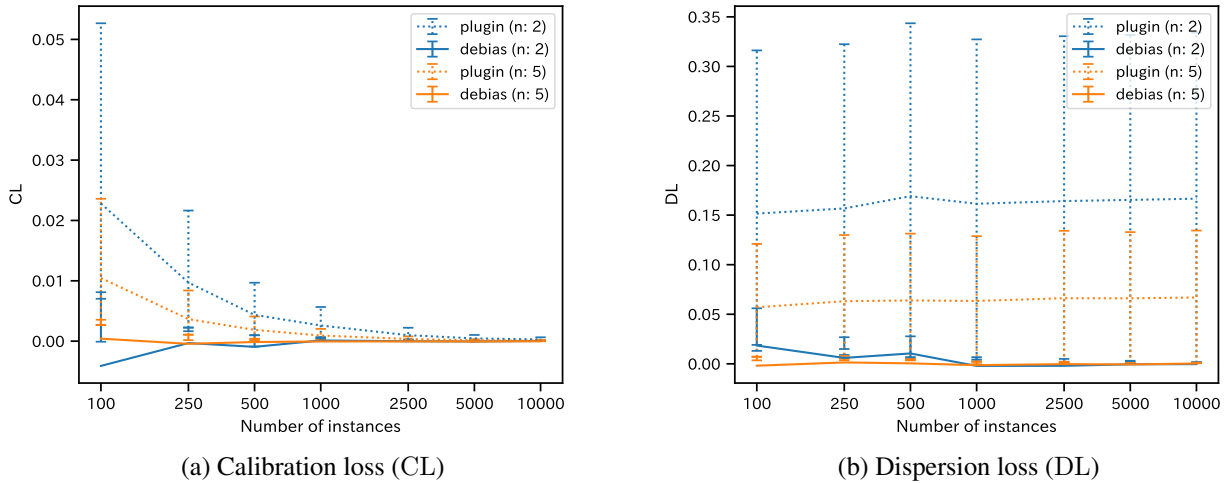 0.05
0.04
0.03
0.02
0.01
0.00
CL
plugin (n: 2)
debias (n: 2)
plugin (n: 5)
debias (n: 5)
100 250 500 1000 2500 5000 10000
Number of instances
(a) Calibration loss (CL)
0.35
0.30
0.25
0.20
0.15
0.10
0.05
0.00
DL
plugin (n: 2)
debias (n: 2)
plugin (n: 5)
debias (n: 5)
100 250 500 1000 2500 5000 10000
Number of instances
(b) Dispersion loss (DL)